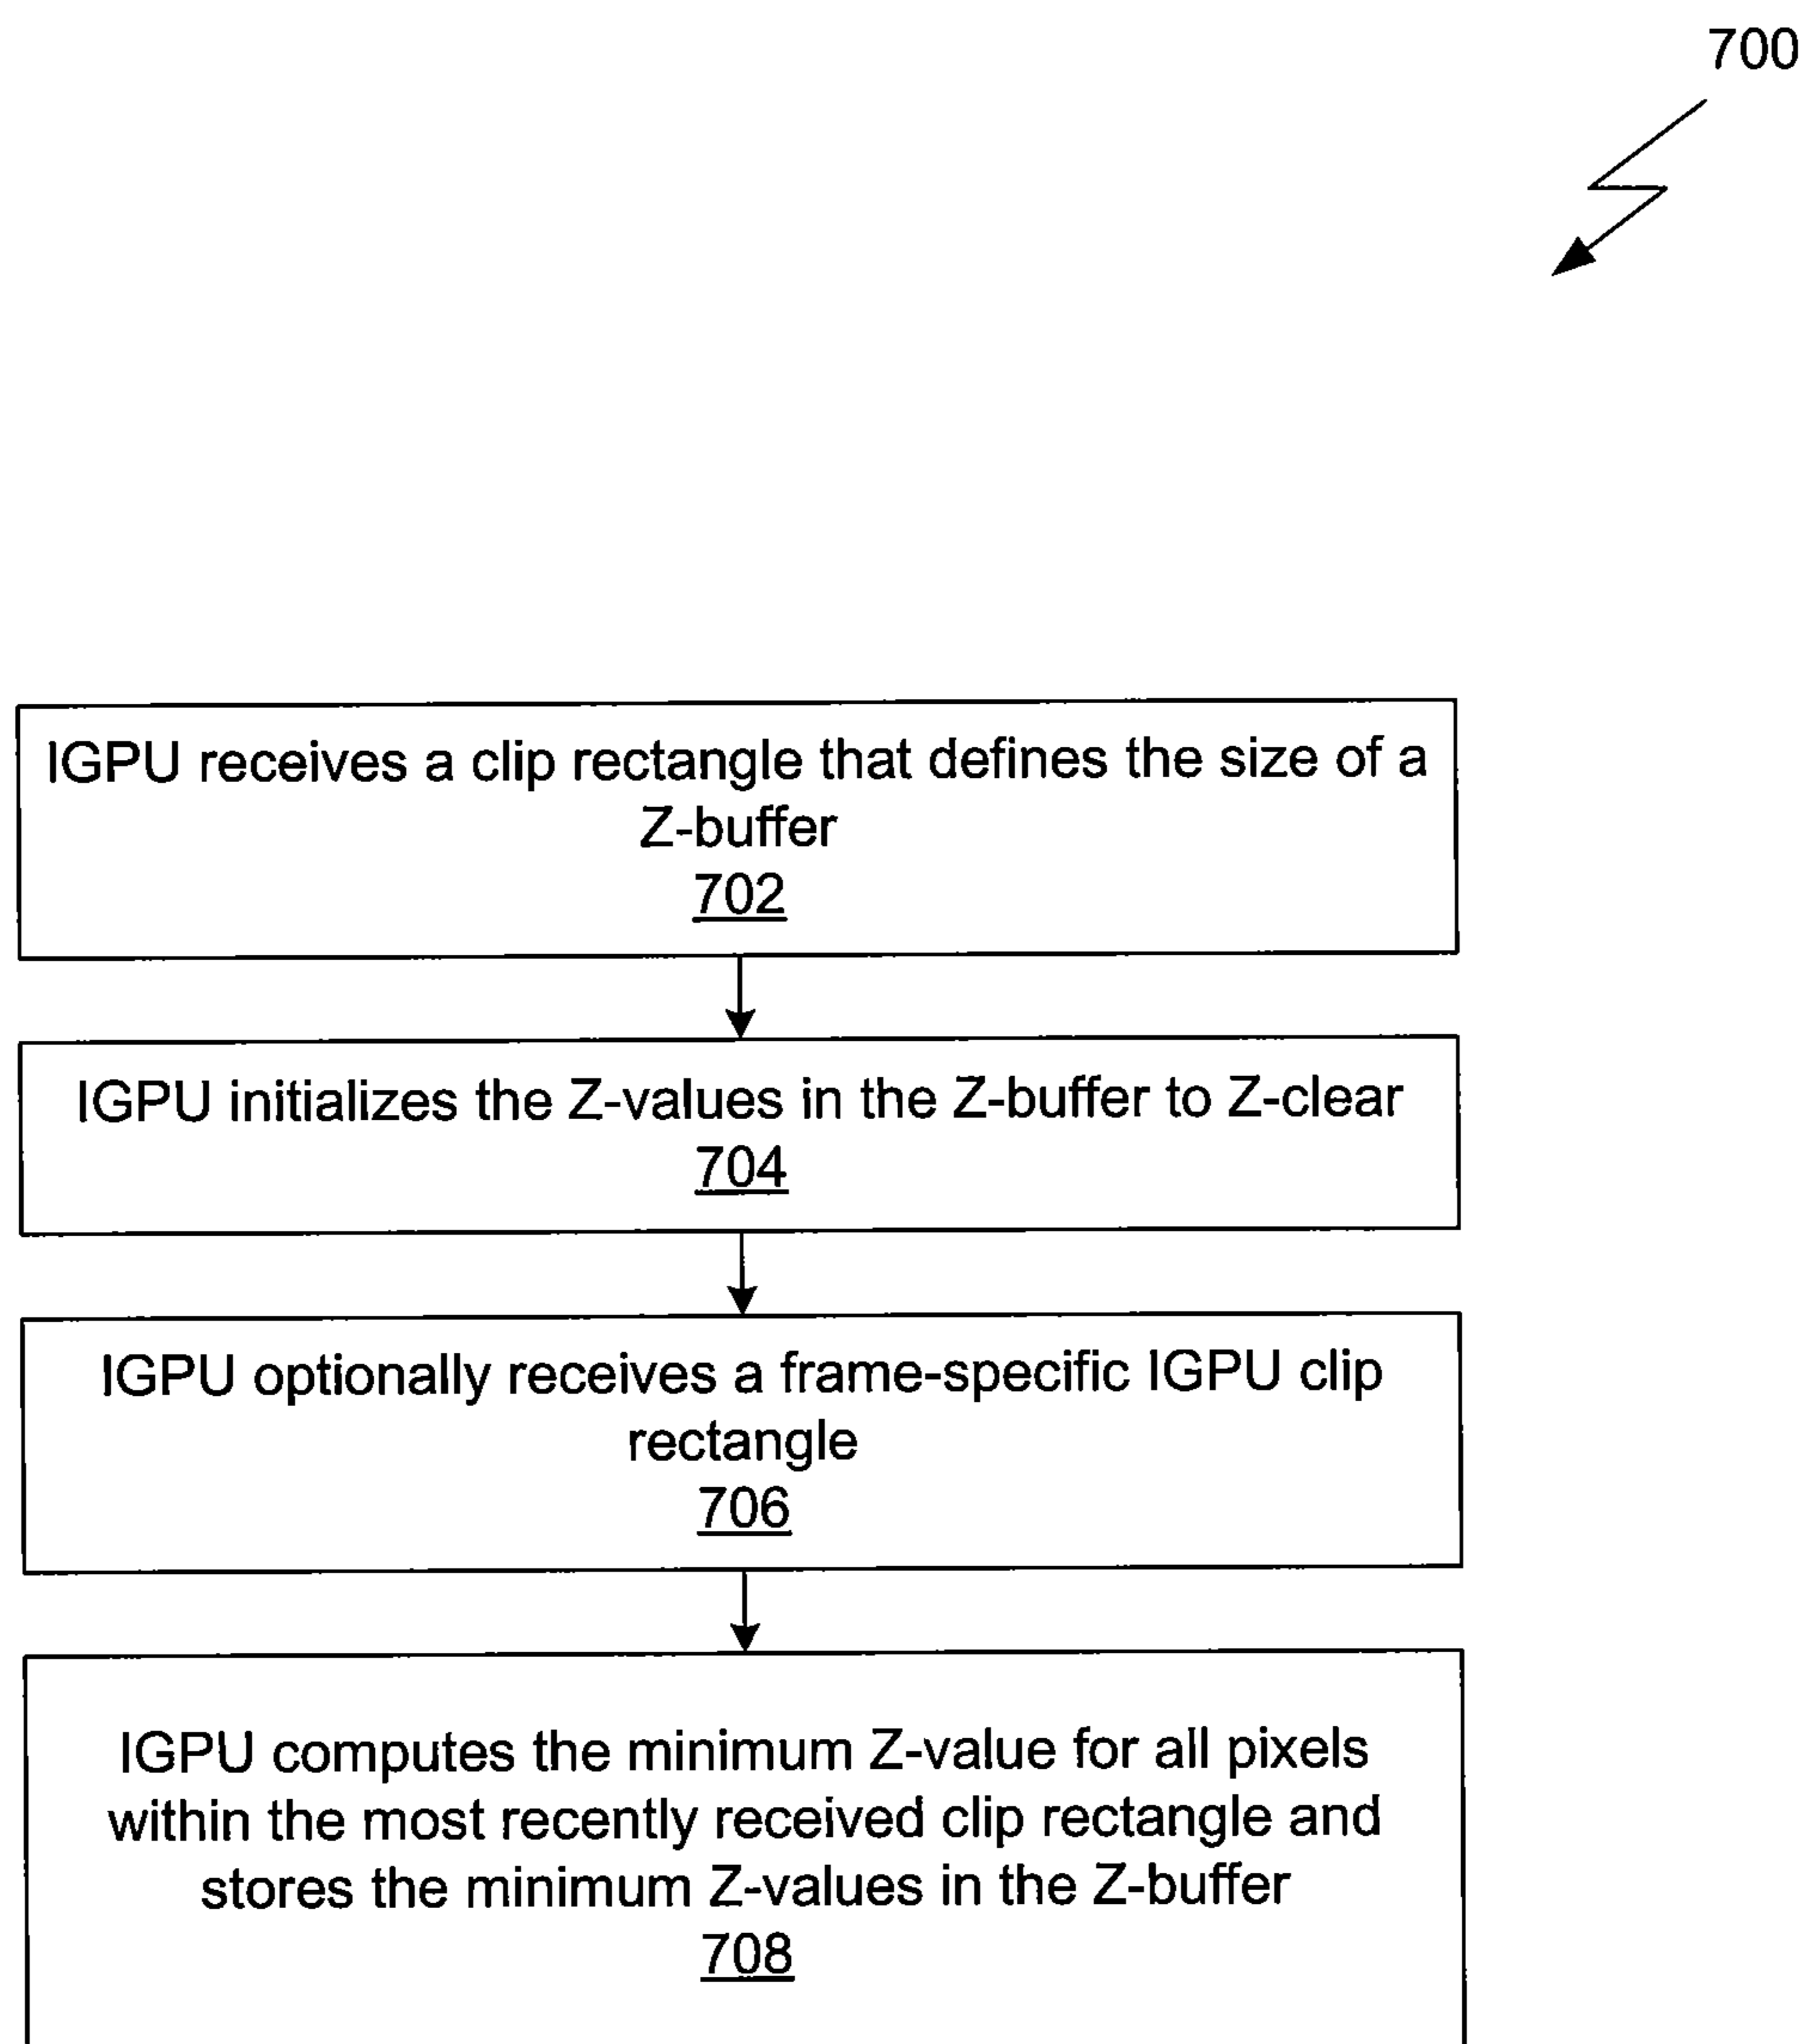 700
IGPU receives a clip rectangle that defines the size of a
Z-buffer
702
IGPU initializes the Z-values in the Z-buffer to Z-clear
704
IGPU optionally receives a frame-specific IGPU clip
rectangle
706
IGPU computes the minimum Z-value for all pixels
within the most recently received clip rectangle and
stores the minimum Z-values in the Z-buffer
708